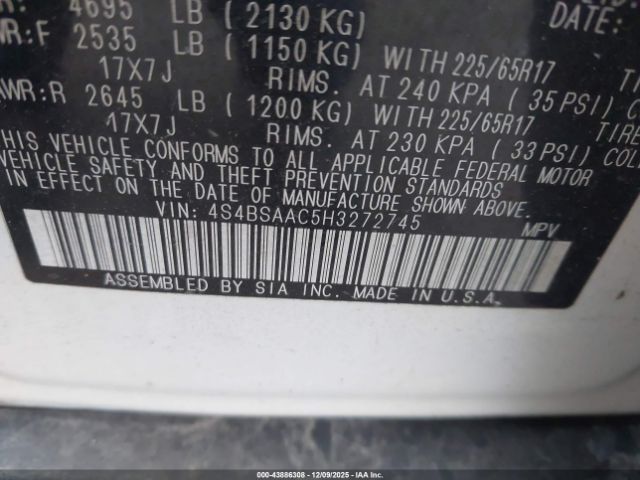 4695 LB ( 2130 KG)
DATE:
WR:F 2535 LB ( 1150 KG) WITH 225/65R17
17X7J RIMS. AT 240 KPA ( 35 PSI) C
WR:R 2645 LB ( 1200 KG) WITH 225/65R17 TIRE
17X7J RIMS. AT 230 KPA ( 33 PSI) COL
THIS VEHICLE CONFORMS TO ALL APPLICABLE FEDERAL MOTOR
VEHICLE SAFETY AND THEFT PREVENTION STANDARDS
IN EFFECT ON THE DATE OF MANUFACTURE SHOWN ABOVE.
VIN: 4S4BSAAC5H3272745 MPV
ASSEMBLED BY SIA INC. MADE IN U.S.A.
000-43886308 - 12/09/2025 - IAA Inc.